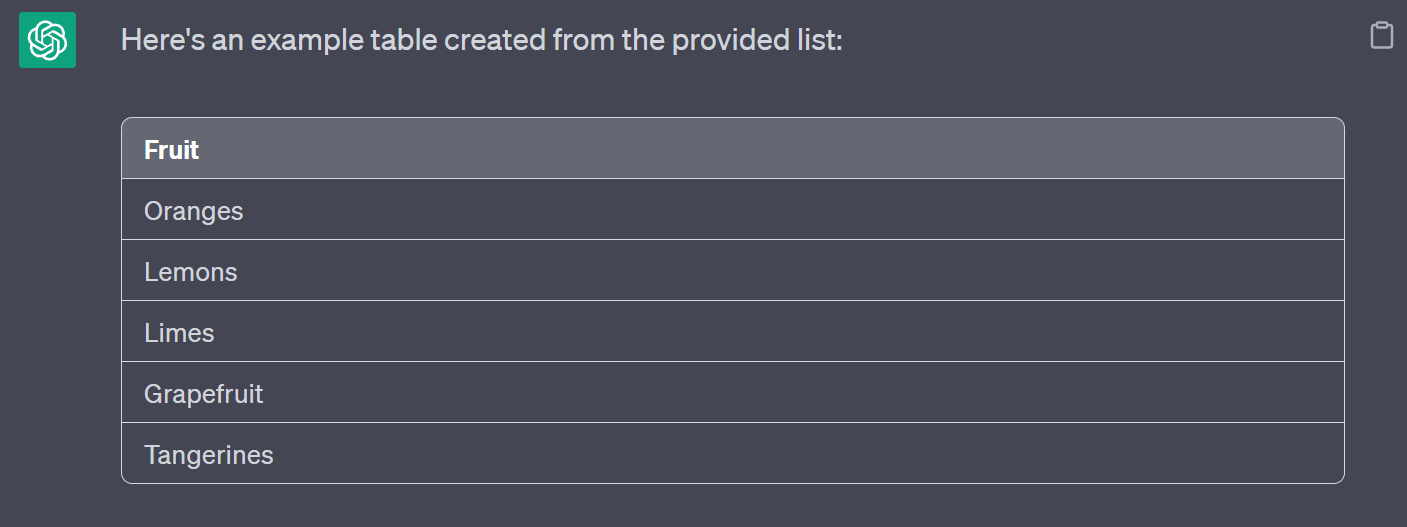 Here's an example table created from the provided list:
Fruit
Oranges
Lemons
Limes
Grapefruit
Tangerines